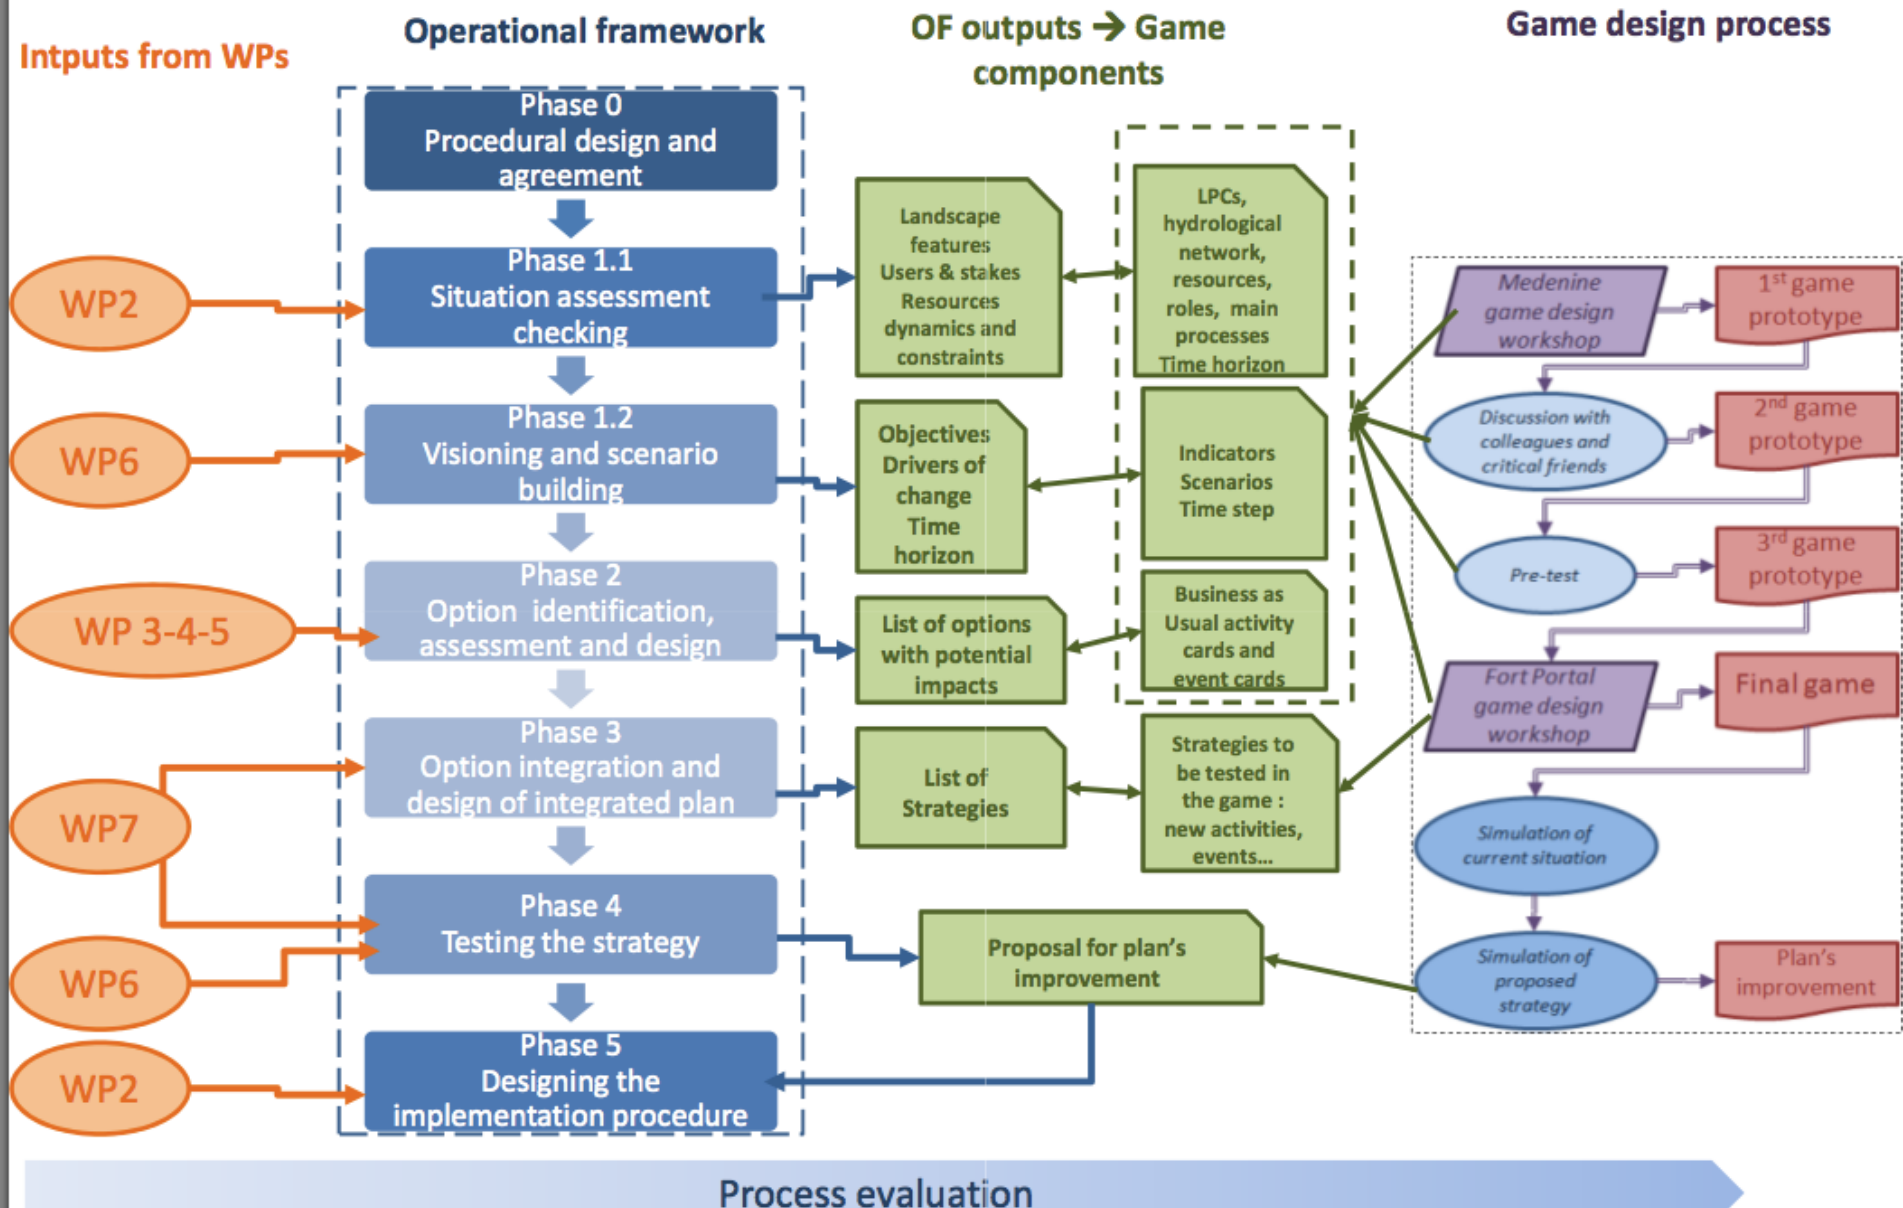 Intputs from WPs
Operational framework
OF outputs → Game
components
Game design process
WP2
WP6
WP 3-4-5
WP7
WP6
WP2
Phase 0
Procedural design and
agreement
Phase 1.1
Situation assessment
checking
Phase 1.2
Visioning and scenario
building
Phase 2
Option identification,
assessment and design
Phase 3
Option integration and
design of integrated plan
Phase 4
Testing the strategy
Phase 5
Designing the
implementation procedure
Landscape
features
Users & stakes
Resources
dynamics and
constraints
Objectives
Drivers of
change
Time
horizon
List of options
with potential
impacts
List of
Strategies
LPCs,
hydrological
network,
resources,
roles, main
processes
Time horizon
Indicators
Scenarios
Time step
Business as
Usual activity
cards and
event cards
Strategies to
be tested in
the game :
new activities,
events...
Proposal for plan's
improvement
Medenine
game design
workshop
1st game
prototype
Discussion with
colleagues and
critical friends
2nd game
prototype
Pre-test
3rd game
prototype
Fort Portal
game design
workshop
Final game
Simulation of
current situation
Simulation of
proposed
strategy
Plan's
improvement
Process evaluation